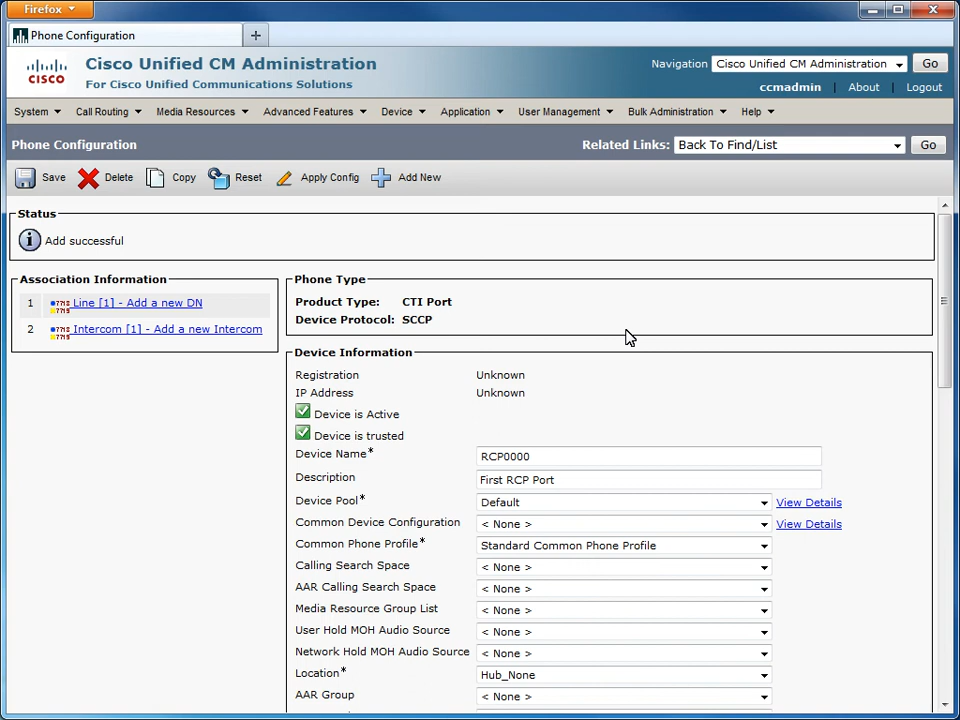 Firefox
Phone Configuration
CISCO
Cisco Unified CM Administration
For Cisco Unified Communications Solutions
Navigation Cisco Unified CM Administration Go
ccmadmin | About | Logout
System Call Routing Media Resources Advanced Features Device Application User Management Bulk Administration Help
Phone Configuration Related Links: Back To Find/List Go
Save Delete Copy Reset Apply Config Add New
Status
Add successful
Association Information
1 Line [1] - Add a new DN
2 Intercom [1] - Add a new Intercom
Phone Type
Product Type: CTI Port
Device Protocol: SCCP
Device Information
Registration Unknown
IP Address Unknown
Device is Active
Device is trusted
Device Name* RCP0000
Description First RCP Port
Device Pool* Default View Details
Common Device Configuration < None > View Details
Common Phone Profile* Standard Common Phone Profile
Calling Search Space < None >
AAR Calling Search Space < None >
Media Resource Group List < None >
User Hold MOH Audio Source < None >
Network Hold MOH Audio Source < None >
Location* Hub_None
AAR Group < None >